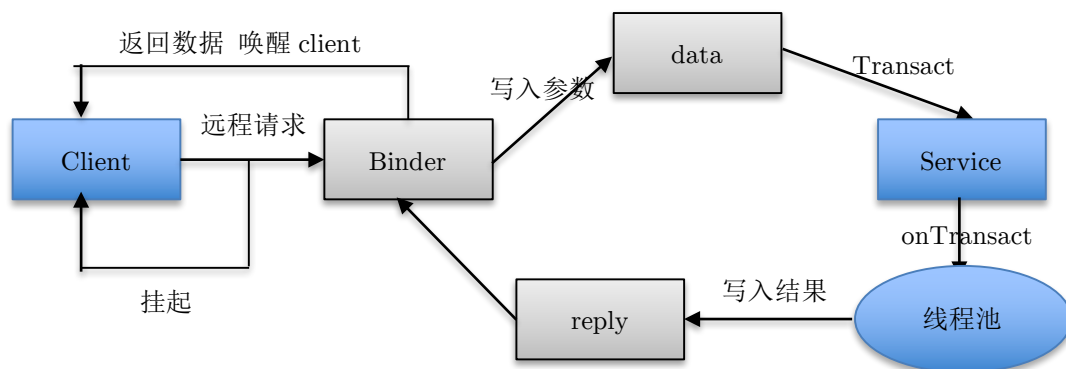 返回数据 唤醒 client
data
Transact
写入参数
远程请求
Client
Binder
Service
onTransact
挂起
写入结果
reply
线程池